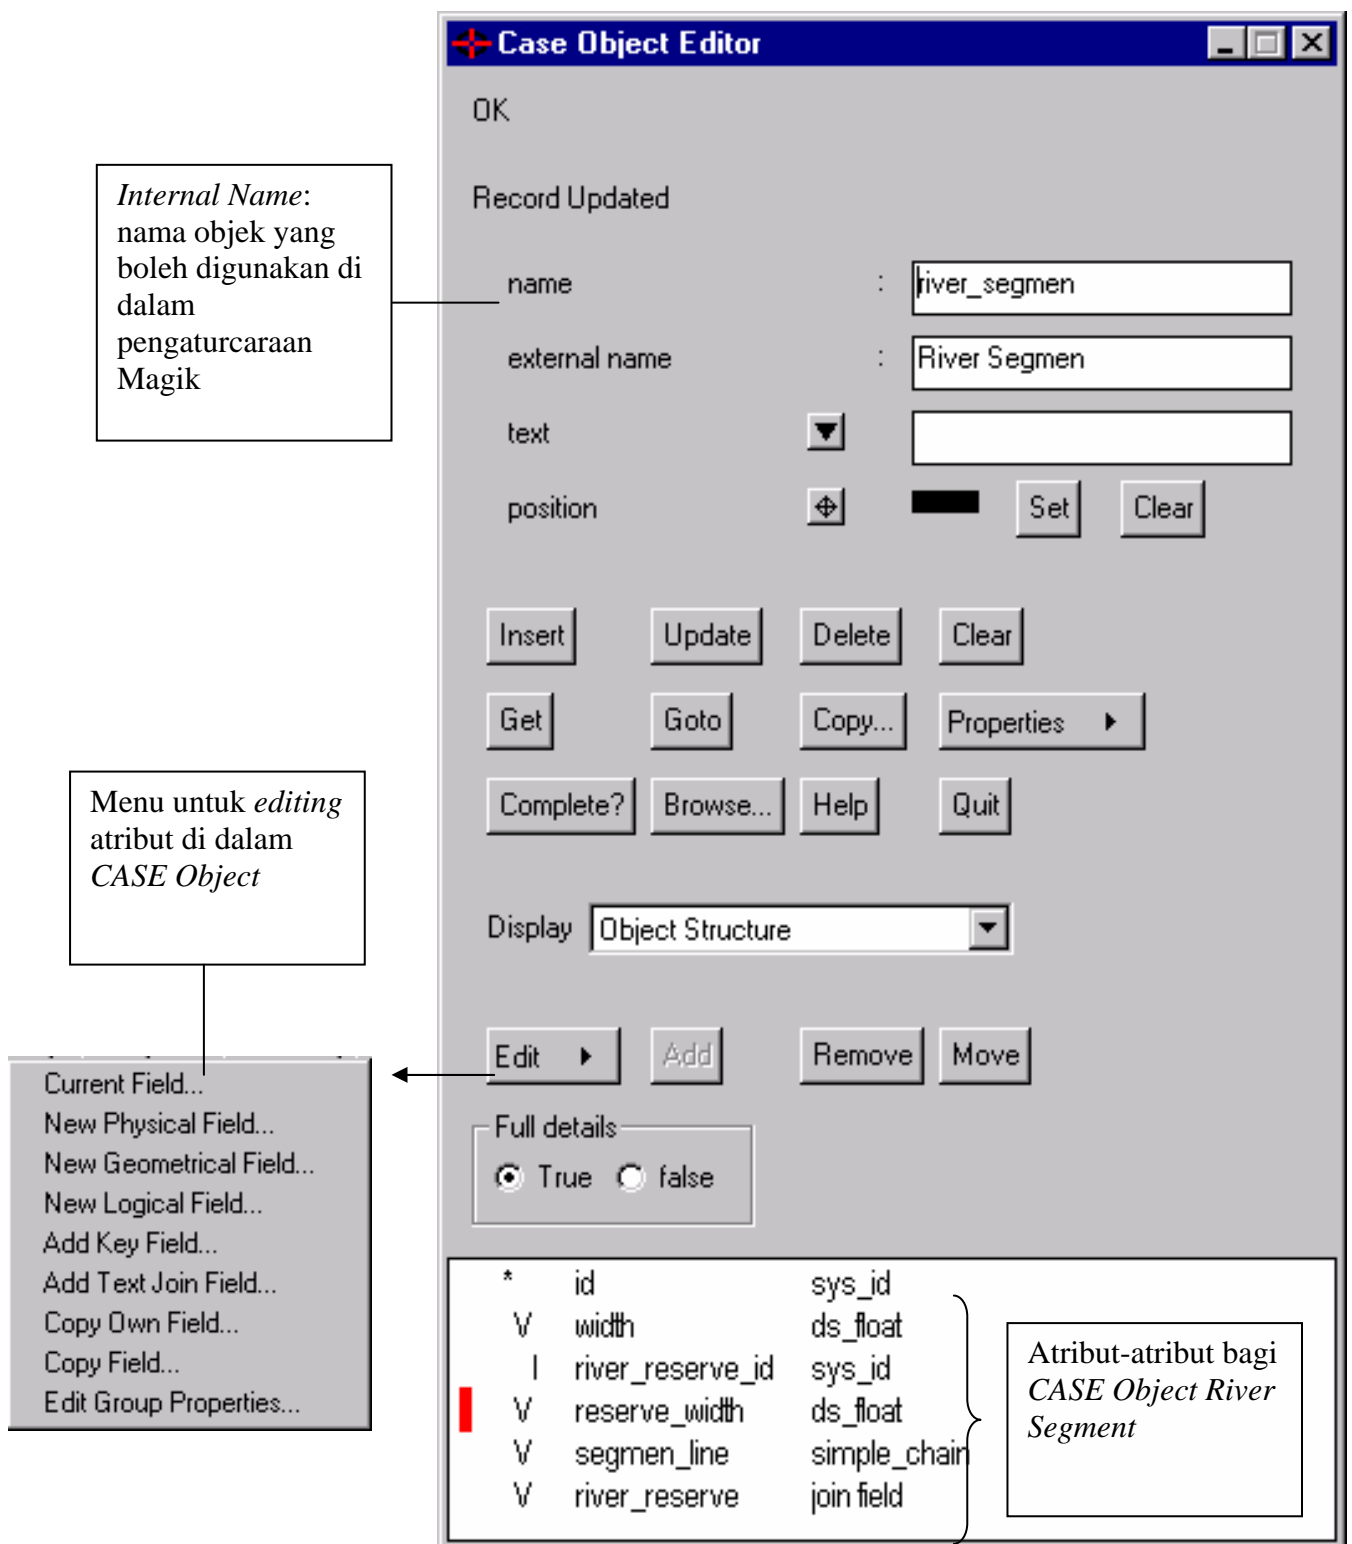 Case Object Editor
OK
Record Updated
Internal Name:
nama objek yang
boleh digunakan di
dalam
pengaturcaraan
Magik
name : river_segmen
external name : River Segmen
text
position Set Clear
Insert Update Delete Clear
Get Goto Copy... Properties
Complete? Browse... Help Quit
Menu untuk editing
atribut di dalam
CASE Object
Display Object Structure
Edit Add Remove Move
Current Field...
New Physical Field...
New Geometrical Field...
New Logical Field...
Add Key Field...
Add Text Join Field...
Copy Own Field...
Copy Field...
Edit Group Properties...
Full details
True false
* id sys_id
V width ds_float
I river_reserve_id sys_id
V reserve_width ds_float
V segmen_line simple_chain
V river_reserve join field
Atribut-atribut bagi
CASE Object River
Segment